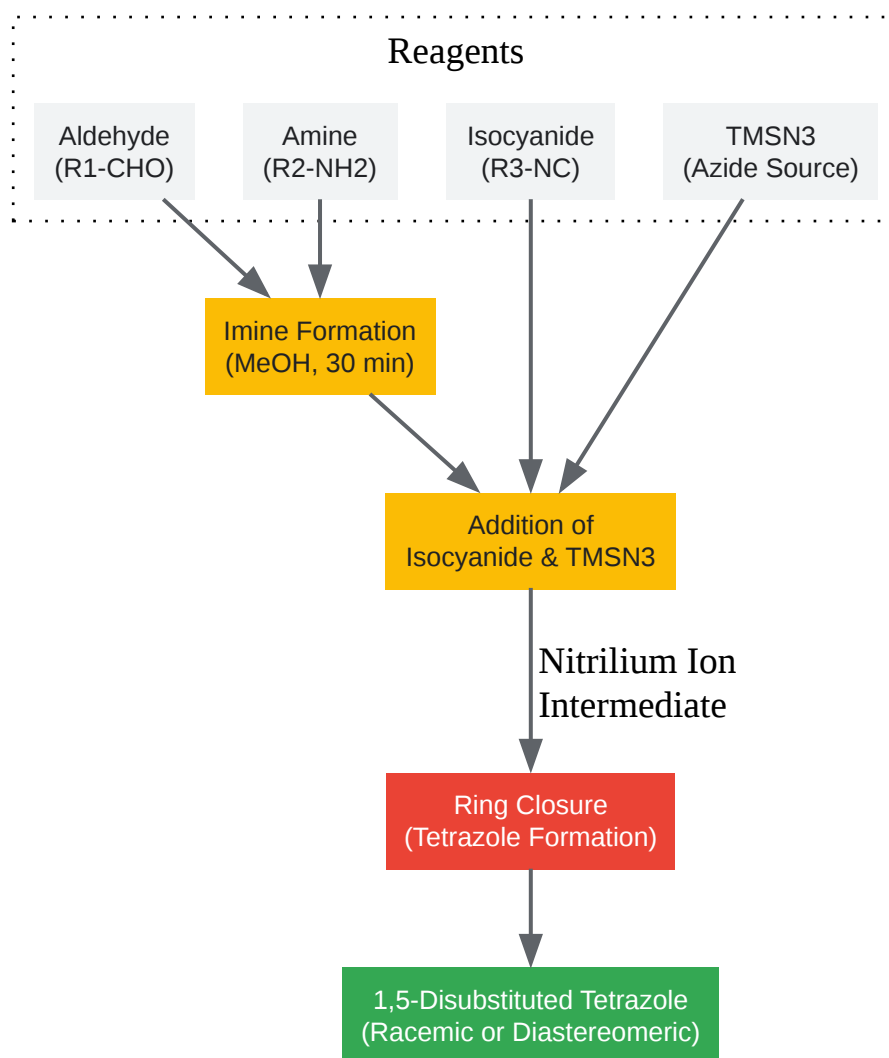 Reagents
Aldehyde
(R1-CHO)
Amine
(R2-NH2)
Isocyanide
(R3-NC)
TMSN3
(Azide Source)
Imine Formation
(MeOH, 30 min)
Addition of
Isocyanide & TMSN3
Nitrilium Ion
Intermediate
Ring Closure
(Tetrazole Formation)
1,5-Disubstituted Tetrazole
(Racemic or Diastereomeric)